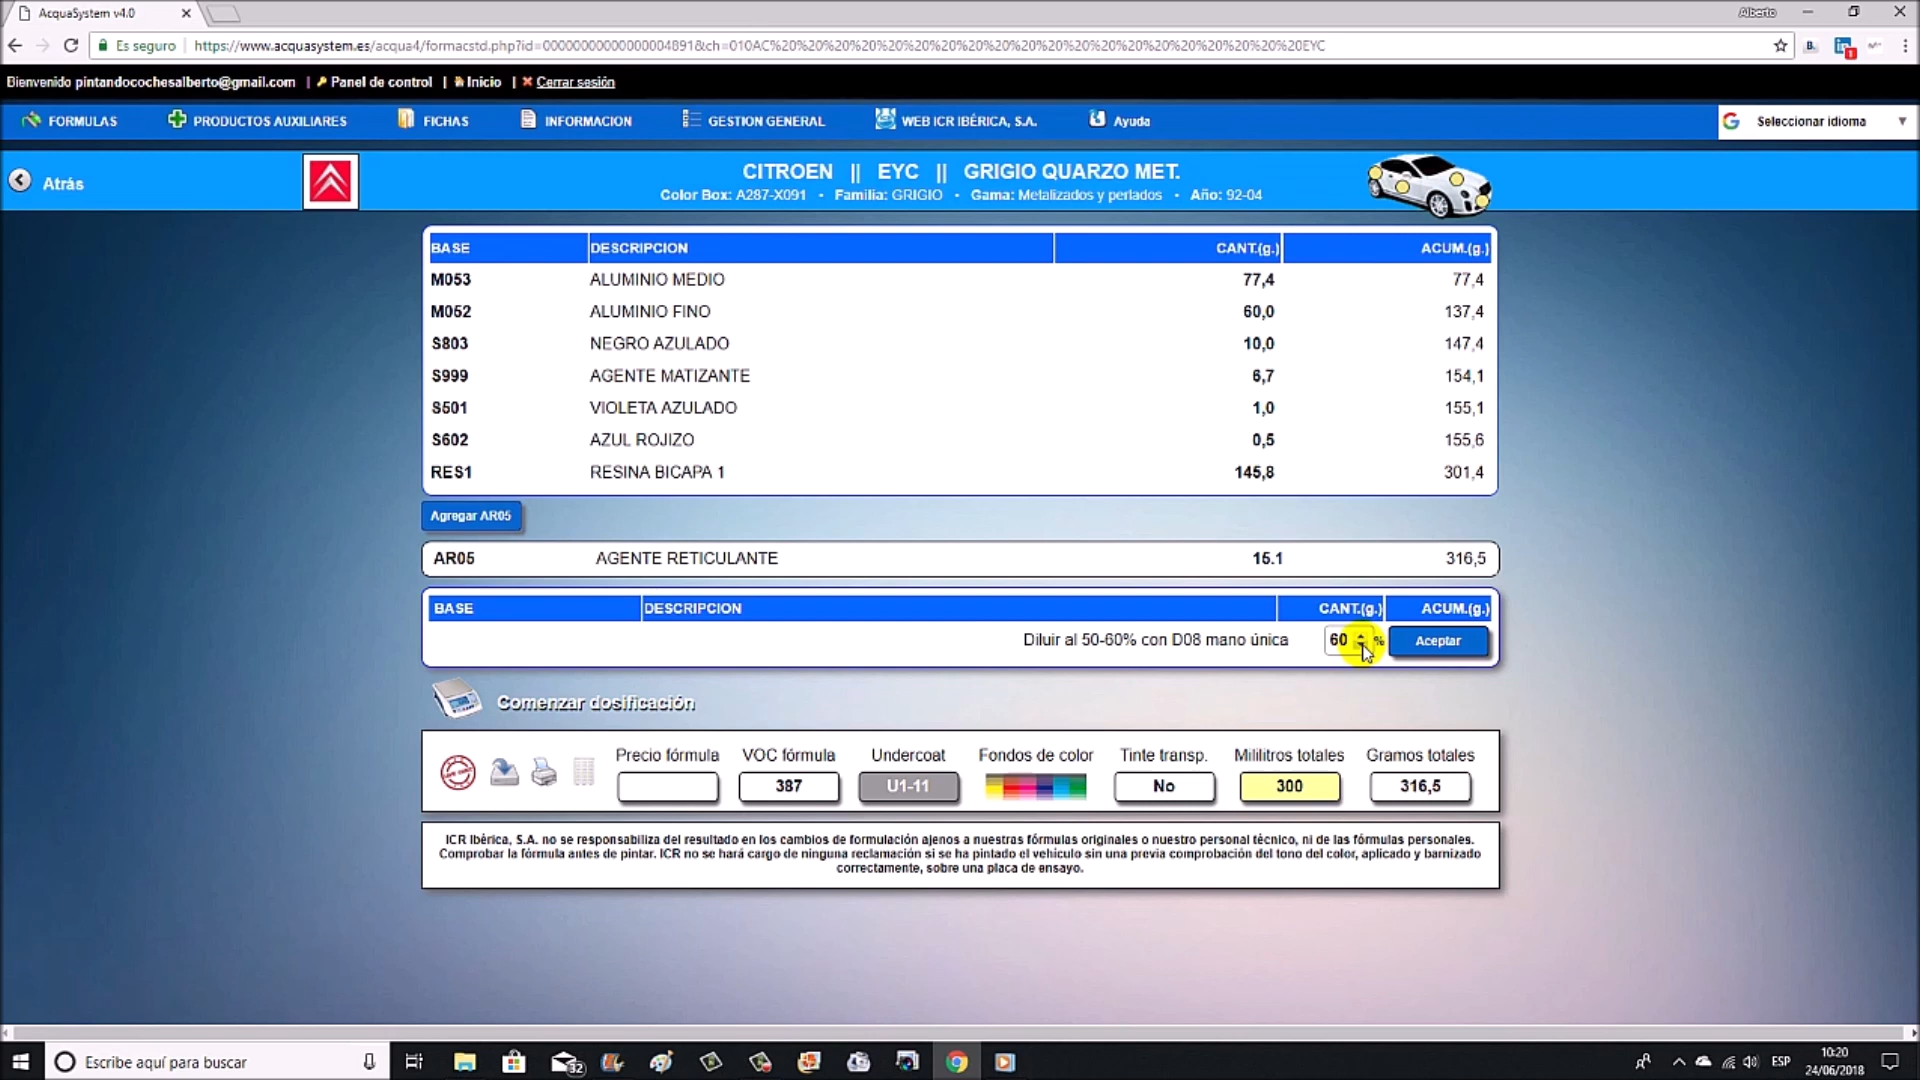 AcquaSystem v4.0
Alberto
Es seguro
https://www.acquasystem.es/acqua4/formacstd.php?id=00000000000000004891&ch=010AC%20%20%20%20%20%20%20%20%20%20%20%20%20%20%20%20%20%20%20%20%20EYC
Bienvenido pintandocochesalberto@gmail.com | Panel de control | Inicio | Cerrar sesión
FORMULAS
PRODUCTOS AUXILIARES
FICHAS
INFORMACION
GESTION GENERAL
WEB ICR IBÉRICA, S.A.
Ayuda
Seleccionar idioma
Atrás
CITROEN || EYC || GRIGIO QUARZO MET.
Color Box: A287-X091 • Familia: GRIGIO • Gama: Metalizados y perlados • Año: 92-04
BASE DESCRIPCION CANT.(g.) ACUM.(g.)
M053 ALUMINIO MEDIO 77,4 77,4
M052 ALUMINIO FINO 60,0 137,4
S803 NEGRO AZULADO 10,0 147,4
S999 AGENTE MATIZANTE 6,7 154,1
S501 VIOLETA AZULADO 1,0 155,1
S602 AZUL ROJIZO 0,5 155,6
RES1 RESINA BICAPA 1 145,8 301,4
Agregar AR05
AR05 AGENTE RETICULANTE 15.1 316,5
BASE DESCRIPCION CANT.(g.) ACUM.(g.)
Diluir al 50-60% con D08 mano única 60 % Aceptar
Comenzar dosificación
Precio fórmula VOC fórmula Undercoat Fondos de color Tinte transp. Mililitros totales Gramos totales
387 U1-11 No 300 316,5
ICR Ibérica, S.A. no se responsabiliza del resultado en los cambios de formulación ajenos a nuestras fórmulas originales o nuestro personal técnico, ni de las fórmulas personales.
Comprobar la fórmula antes de pintar. ICR no se hará cargo de ninguna reclamación si se ha pintado el vehículo sin una previa comprobación del tono del color, aplicado y barnizado
correctamente, sobre una placa de ensayo.
Escribe aquí para buscar
32
ESP
10:20
24/06/2018